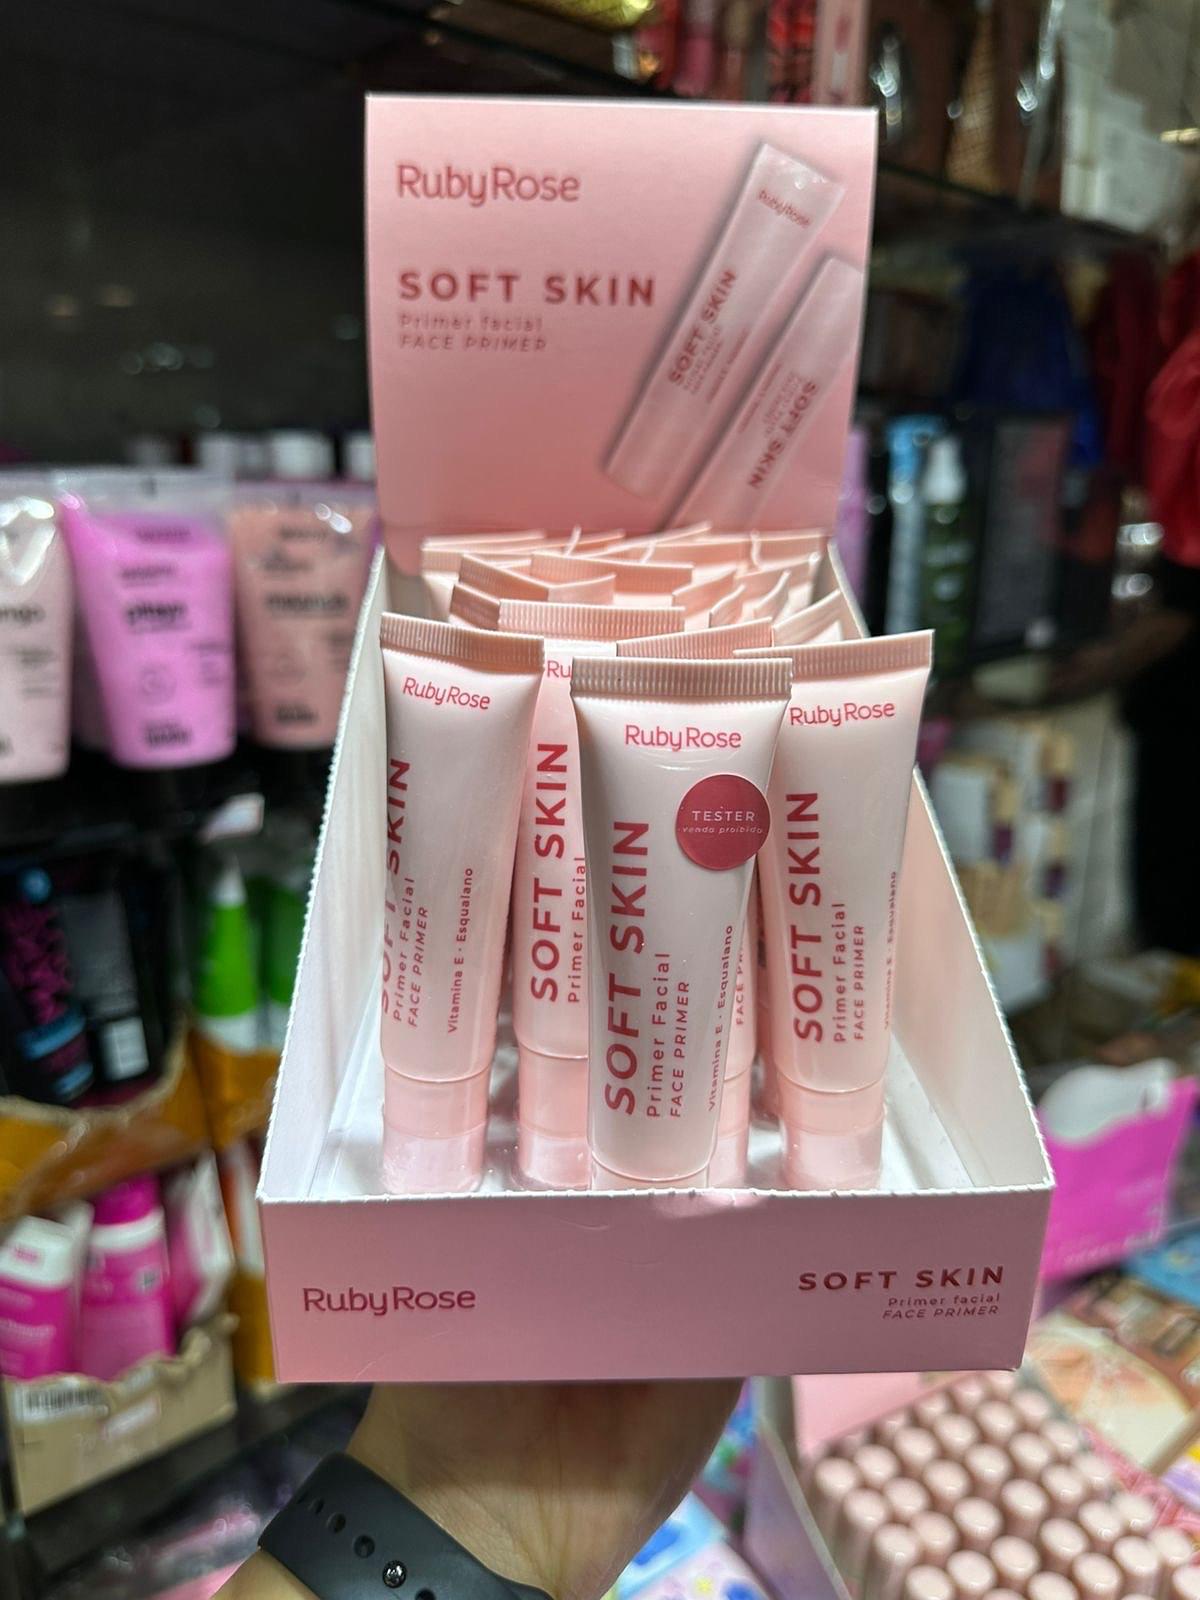 RubyRose
SOFT SKIN
Primer facial
FACE PRIMER
RubyRose
SOFT SKIN
SOFT SKIN
RubyRose
SOFT SKIN
Primer Facial
FACE PRIMER
Vitamina E · Esqualano
SOFT SKIN
Primer Facial
RubyRose
TESTER
venda proibida
SOFT SKIN
Primer Facial
FACE PRIMER
Vitamina E · Esqualano
RubyRose
SOFT SKIN
Primer Facial
FACE PRIMER
Vitamina E · Esqualano
RubyRose
SOFT SKIN
Primer facial
FACE PRIMER